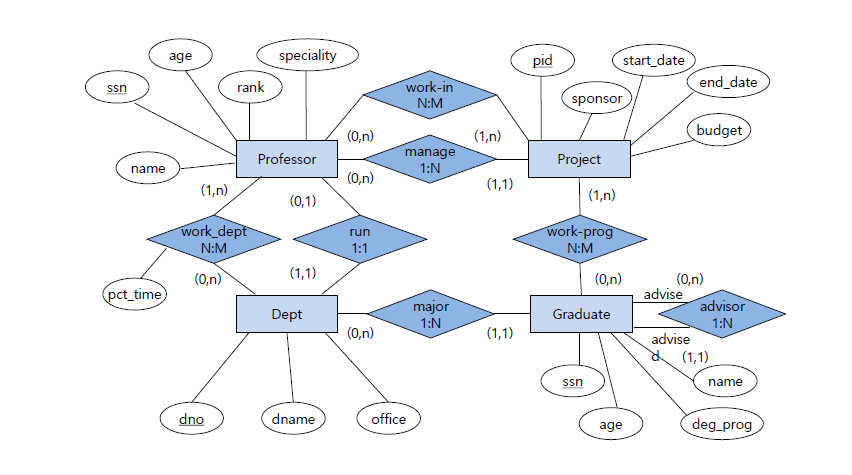 age
speciality
ssn
rank
name
work-in
N:M
pid
start_date
sponsor
end_date
budget
(0,n)
(1,n)
Professor
manage
1:N
Project
(0,n)
(1,1)
(1,n)
(0,1)
(1,n)
work_dept
N:M
run
1:1
work-prog
N:M
(0,n)
(1,1)
pct_time
(0,n)
(0,n)
advise
Dept
major
1:N
Graduate
advisor
1:N
(0,n)
(1,1)
advise
d
(1,1)
ssn
name
dno
dname
office
age
deg_prog